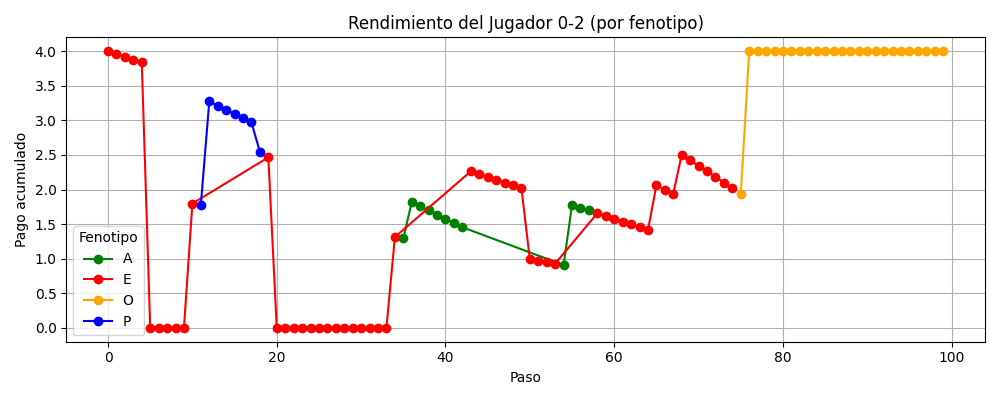 Rendimiento del Jugador 0-2 (por fenotipo)
Pago acumulado
4.0
3.5
3.0
2.5
2.0
1.5
1.0
0.5
0.0
Fenotipo
A
E
O
P
0 20 40 60 80 100
Paso